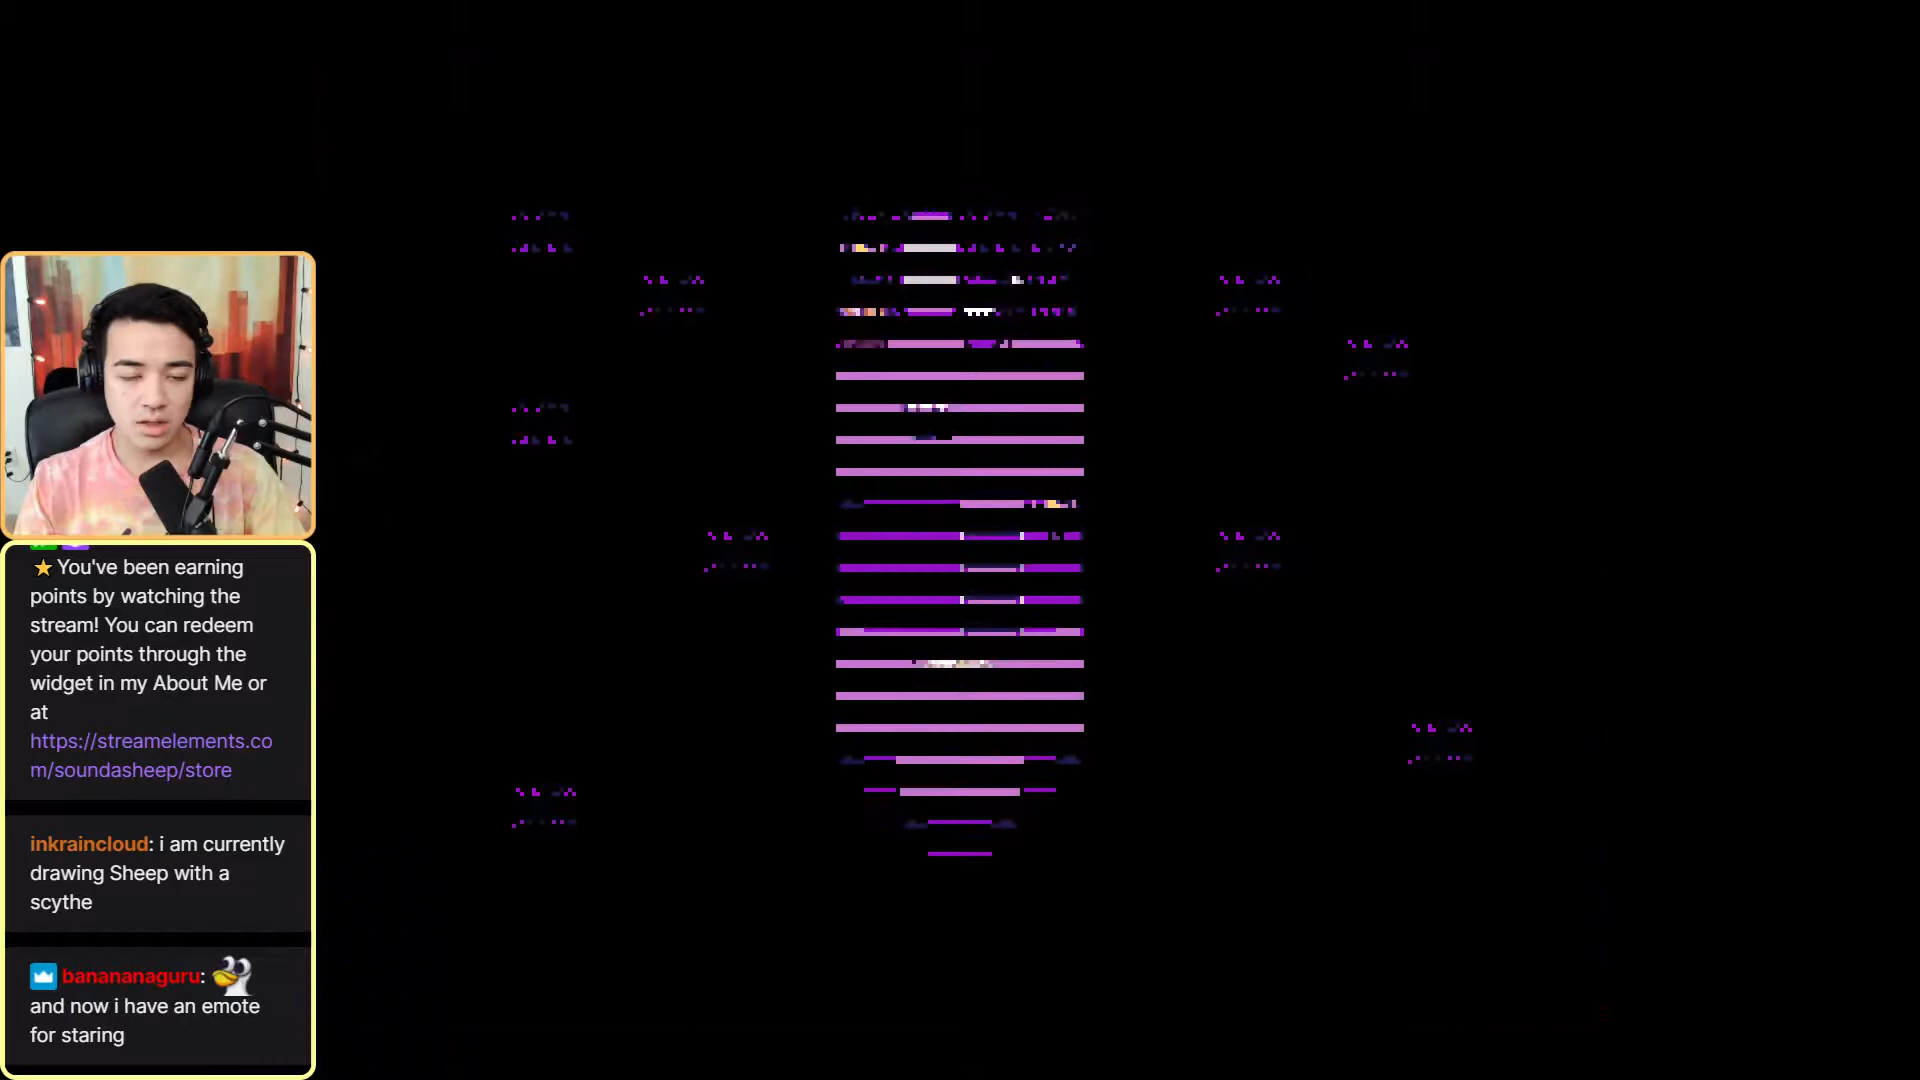 You've been earning
points by watching the
stream! You can redeem
your points through the
widget in my About Me or
at
https://streamelements.co
m/soundasheep/store
inkraincloud: i am currently
drawing Sheep with a
scythe
banananaguru:
and now i have an emote
for staring